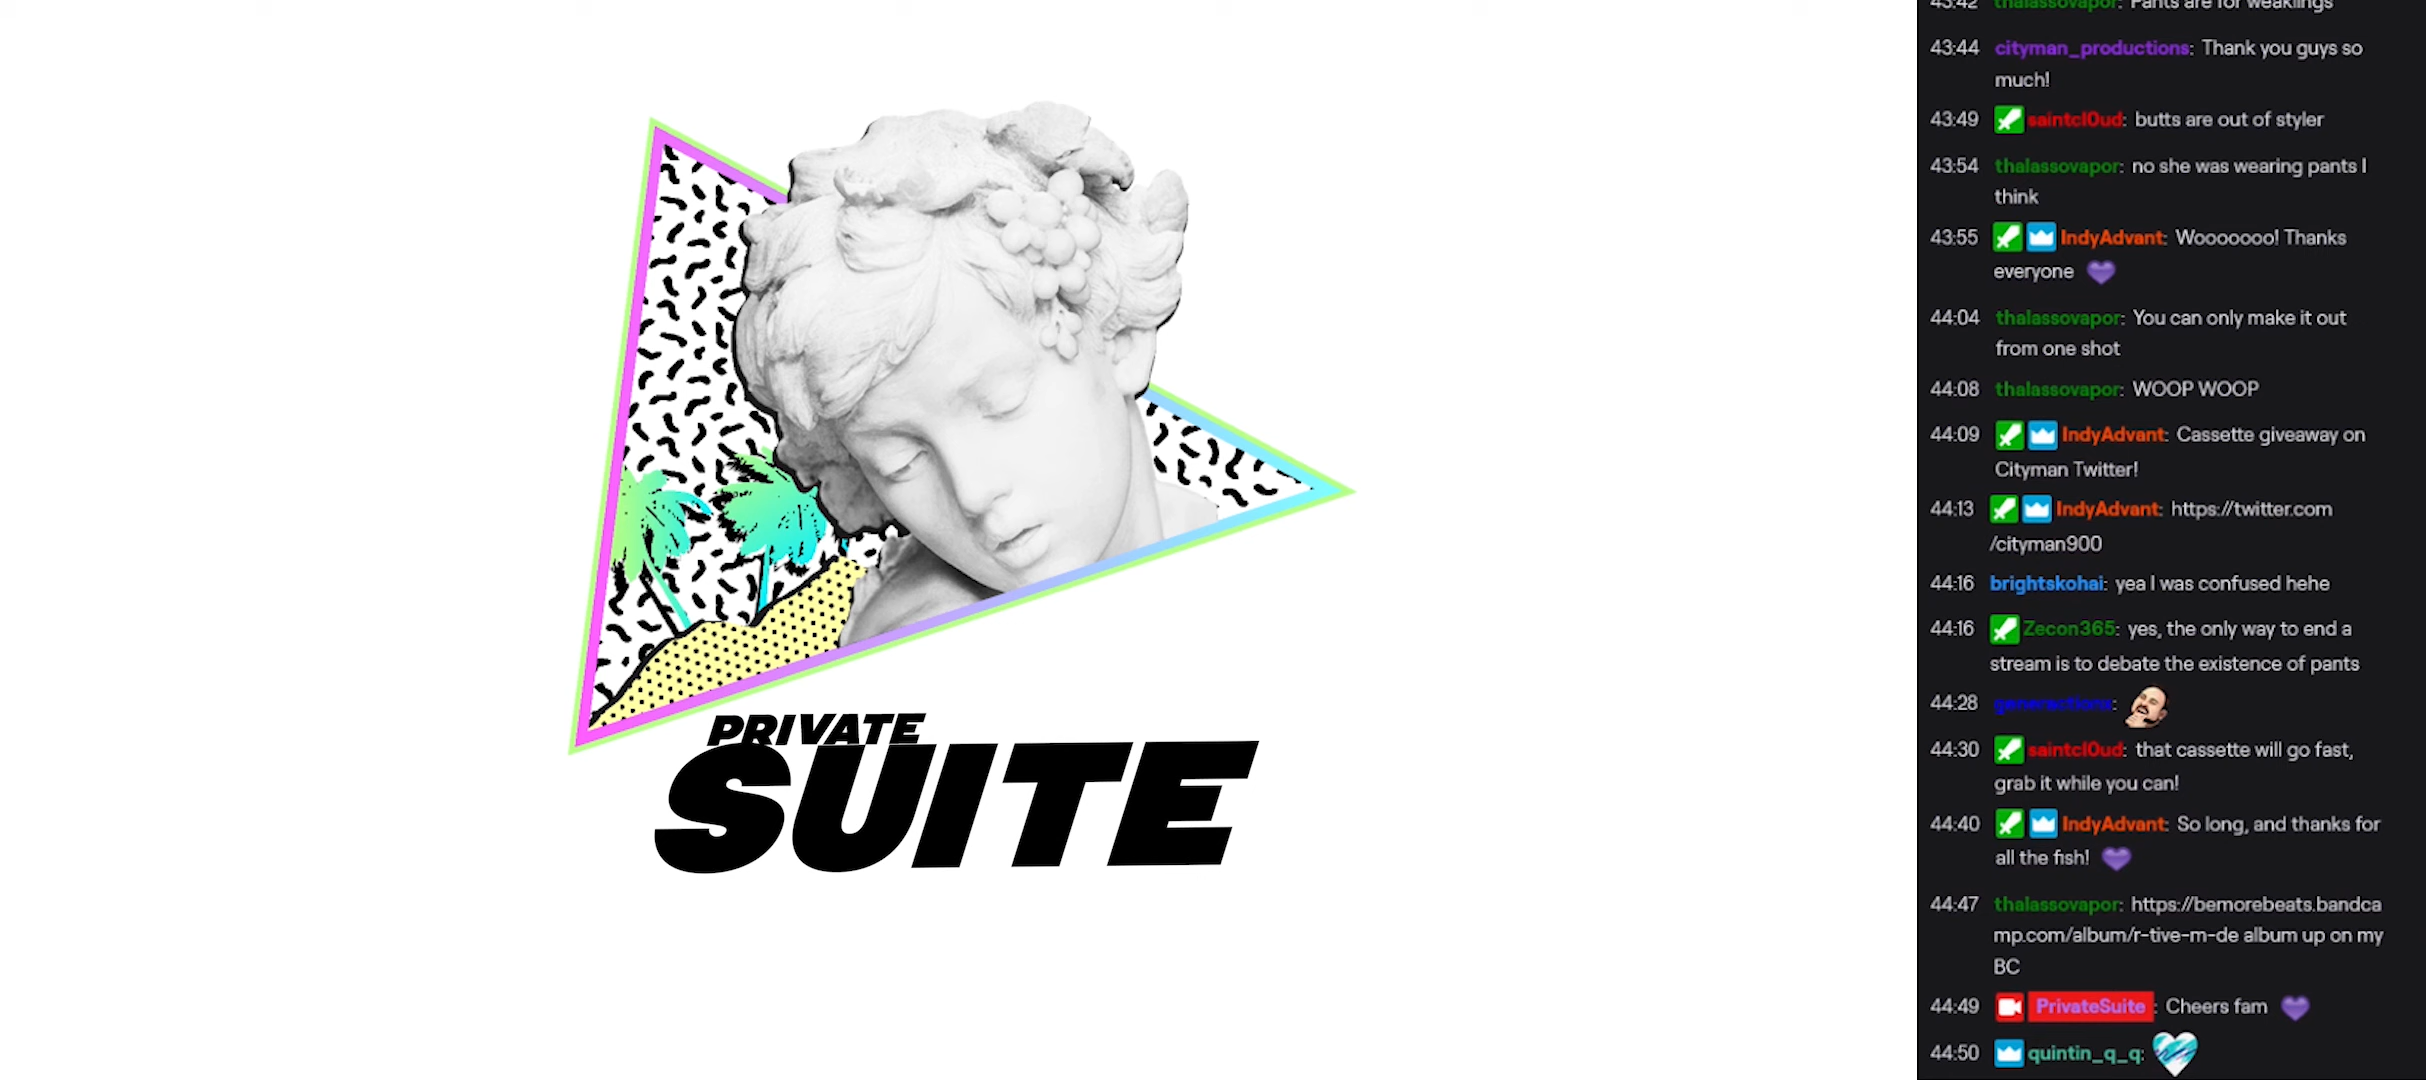 PRIVATE
SUITE
43:42 thalassovapor: Pants are for weaklings
43:44 cityman_productions: Thank you guys so
much!
43:49 saintcl0ud: butts are out of styler
43:54 thalassovapor: no she was wearing pants I
think
43:55 IndyAdvant: Wooooooo! Thanks
everyone
44:04 thalassovapor: You can only make it out
from one shot
44:08 thalassovapor: WOOP WOOP
44:09 IndyAdvant: Cassette giveaway on
Cityman Twitter!
44:13 IndyAdvant: https://twitter.com
/cityman900
44:16 brightskohai: yea I was confused hehe
44:16 Zecon365: yes, the only way to end a
stream is to debate the existence of pants
44:28
44:30 saintcl0ud: that cassette will go fast,
grab it while you can!
44:40 IndyAdvant: So long, and thanks for
all the fish!
44:47 thalassovapor: https://bemorebeats.bandca
mp.com/album/r-tive-m-de album up on my
BC
44:49 PrivateSuite: Cheers fam
44:50 quintin_q_q: